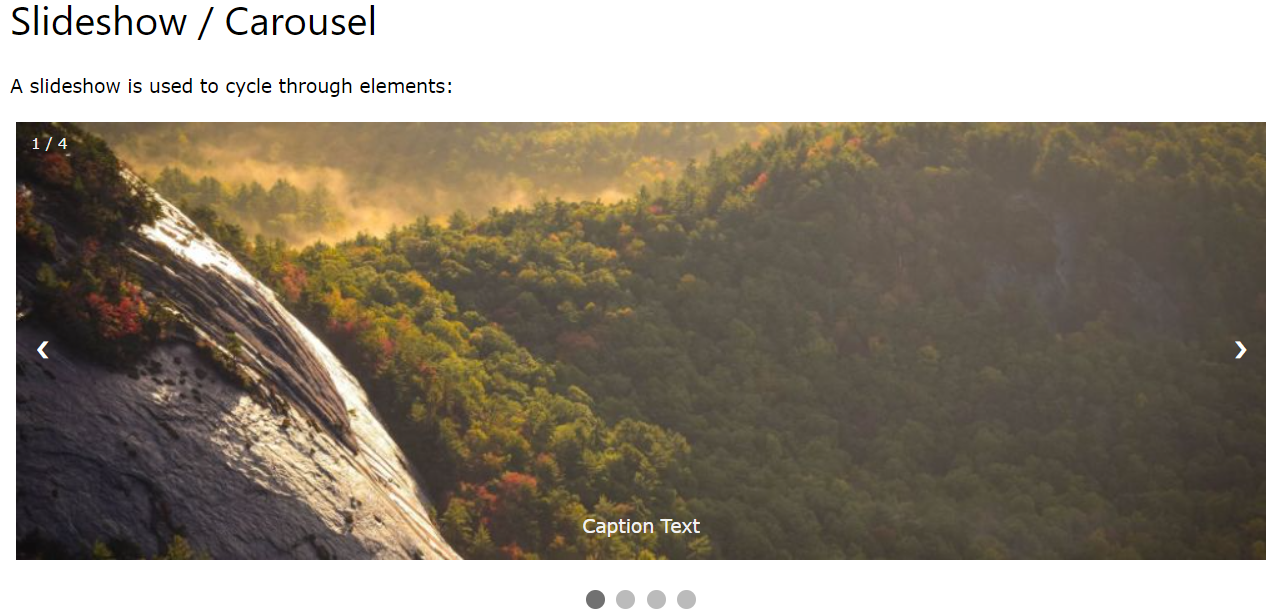 Slideshow / Carousel
A slideshow is used to cycle through elements:
1 / 4
❮ ❯
Caption Text